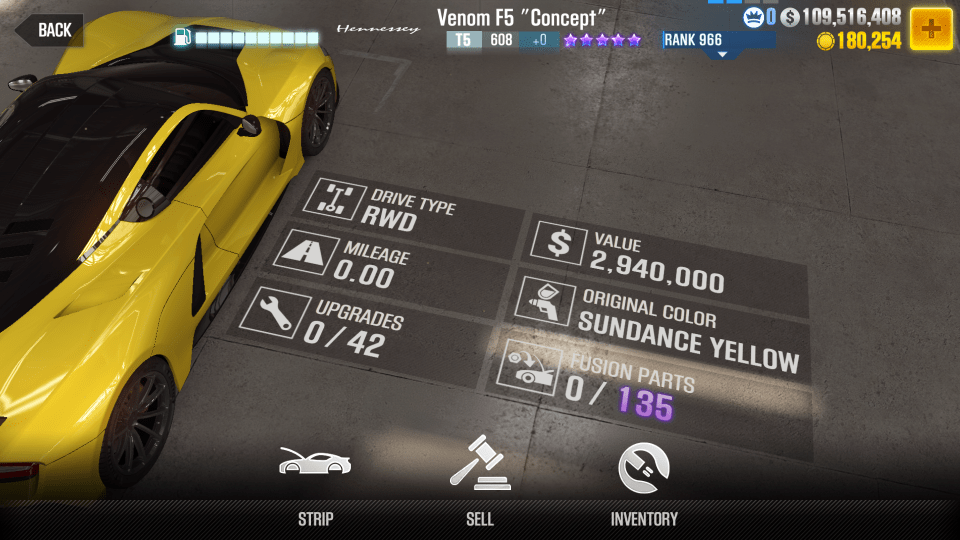 BACK
Hennessey
Venom F5 "Concept"
T5 608 +0
RANK 966
0 $ 109,516,408
180,254
DRIVE TYPE
RWD
MILEAGE
0.00
UPGRADES
0 / 42
$ VALUE
2,940,000
ORIGINAL COLOR
SUNDANCE YELLOW
FUSION PARTS
0 / 135
STRIP
SELL
INVENTORY